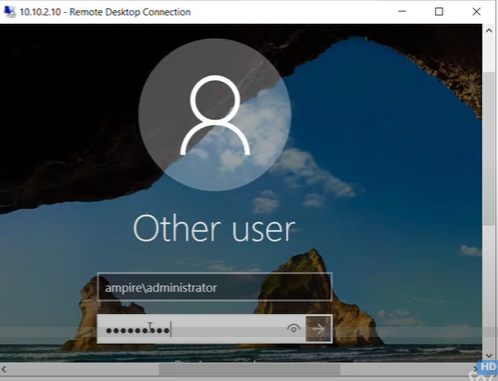 10.10.2.10 - Remote Desktop Connection
Other user
ampire\administrator
HD